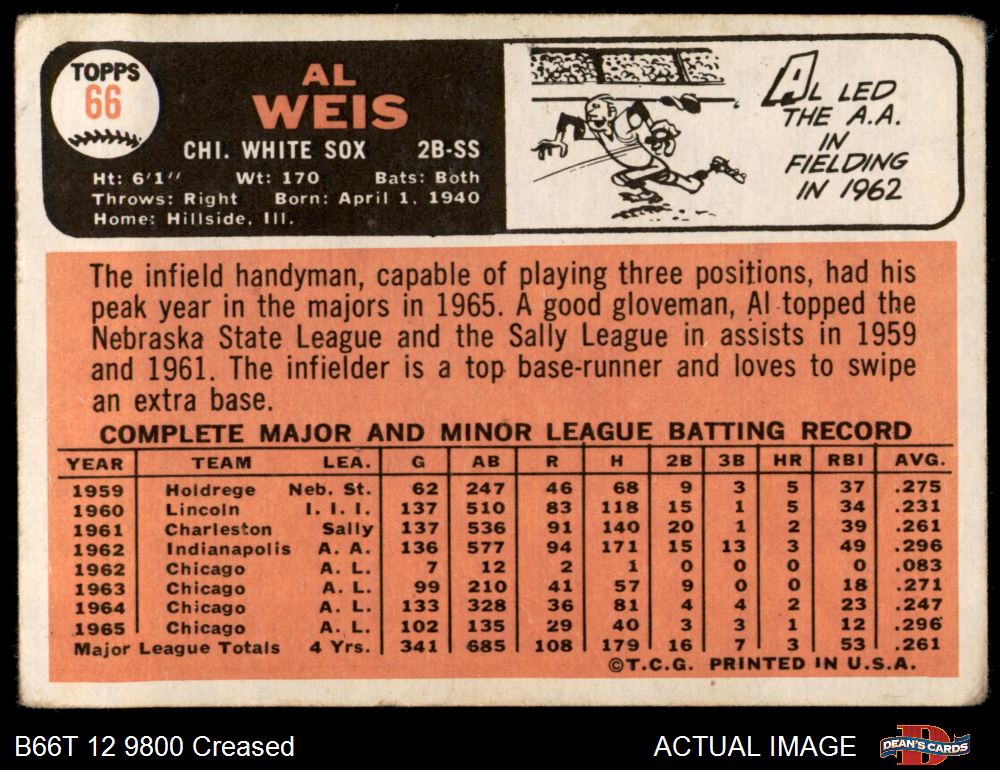 TOPPS
66
AL
WEIS
CHI. WHITE SOX 2B-SS
Ht: 6'1" Wt: 170 Bats: Both
Throws: Right Born: April 1, 1940
Home: Hillside, Ill.
AL LED
THE A.A.
IN
FIELDING
IN 1962
The infield handyman, capable of playing three positions, had his
peak year in the majors in 1965. A good gloveman, Al topped the
Nebraska State League and the Sally League in assists in 1959
and 1961. The infielder is a top base-runner and loves to swipe
an extra base.
COMPLETE MAJOR AND MINOR LEAGUE BATTING RECORD
YEAR TEAM LEA. G AB R H 2B 3B HR RBI AVG.
1959 Holdrege Neb. St. 62 247 46 68 9 3 5 37 .275
1960 Lincoln I. I. I. 137 510 83 118 15 1 5 34 .231
1961 Charleston Sally 137 536 91 140 20 1 2 39 .261
1962 Indianapolis A. A. 136 577 94 171 15 13 3 49 .296
1962 Chicago A. L. 7 12 2 1 0 0 0 0 .083
1963 Chicago A. L. 99 210 41 57 9 0 0 18 .271
1964 Chicago A. L. 133 328 36 81 4 4 2 23 .247
1965 Chicago A. L. 102 135 29 40 3 3 1 12 .296
Major League Totals 4 Yrs. 341 685 108 179 16 7 3 53 .261
©T.C.G. PRINTED IN U.S.A.
B66T 12 9800 Creased ACTUAL IMAGE
DEAN'S CARDS